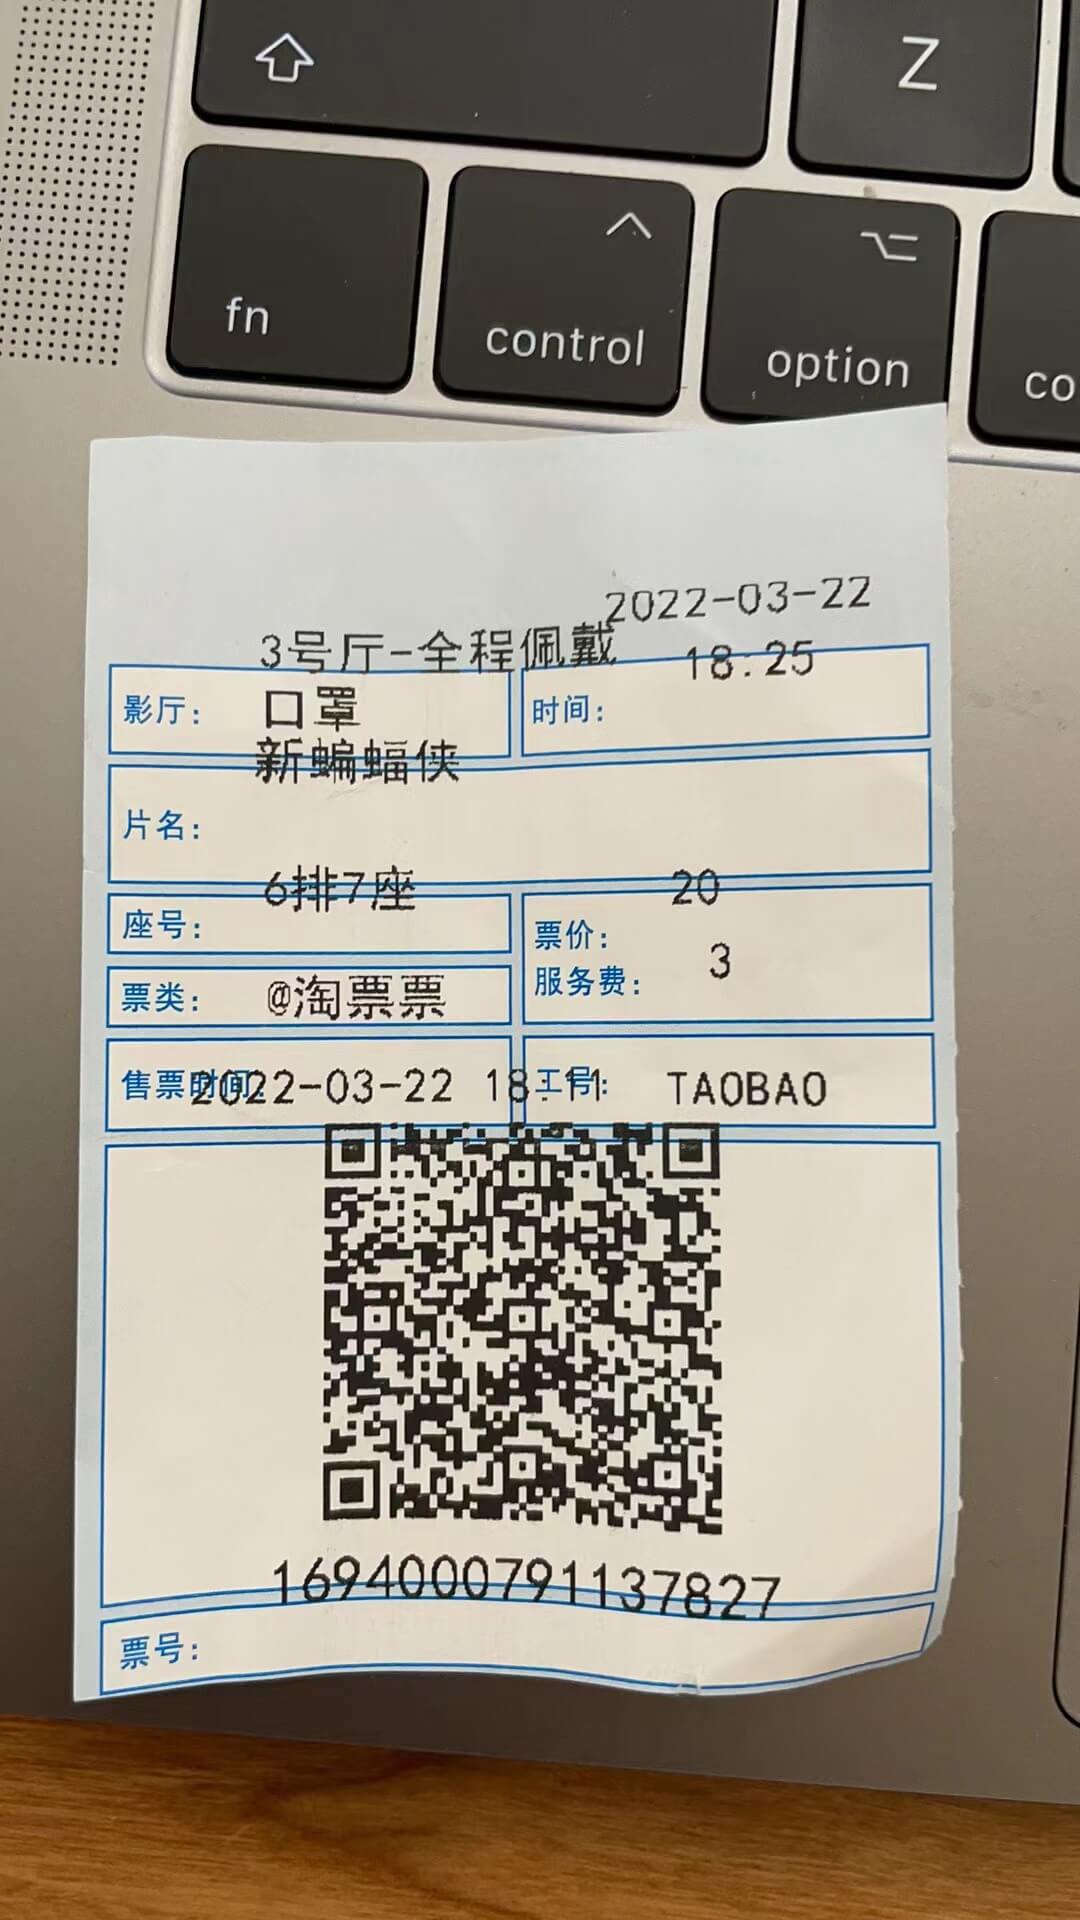 Z
fn
control
option
co
2022-03-22
3号厅-全程佩戴
18:25
影厅： 口罩
时间：
新蝙蝠侠
片名：
6排7座
20
座号：
票价：
3
服务费：
票类： @淘票票
售票时间： 2022-03-22 18:11
工号： TAOBAO
1694000791137827
票号：